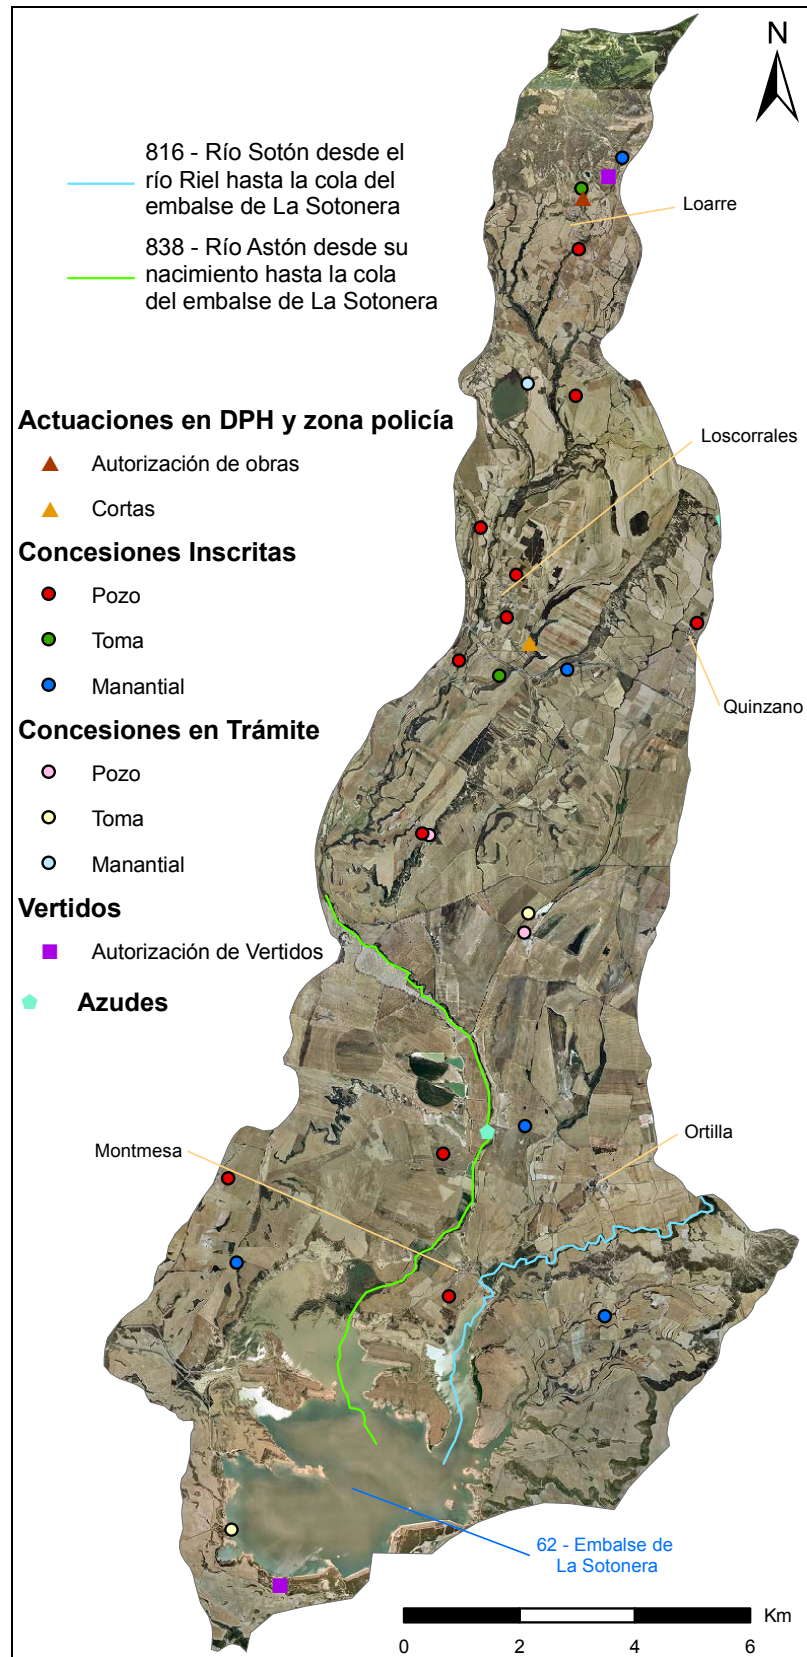 N
816 - Río Sotón desde el
río Riel hasta la cola del
embalse de La Sotonera
838 - Río Astón desde su
nacimiento hasta la cola
del embalse de La Sotonera
Loarre
Actuaciones en DPH y zona policía
Autorización de obras
Cortas
Loscorrales
Concesiones Inscritas
Pozo
Toma
Manantial
Quinzano
Concesiones en Trámite
Pozo
Toma
Manantial
Vertidos
Autorización de Vertidos
Azudes
Montmesa
Ortilla
62 - Embalse de
La Sotonera
Km
0 2 4 6